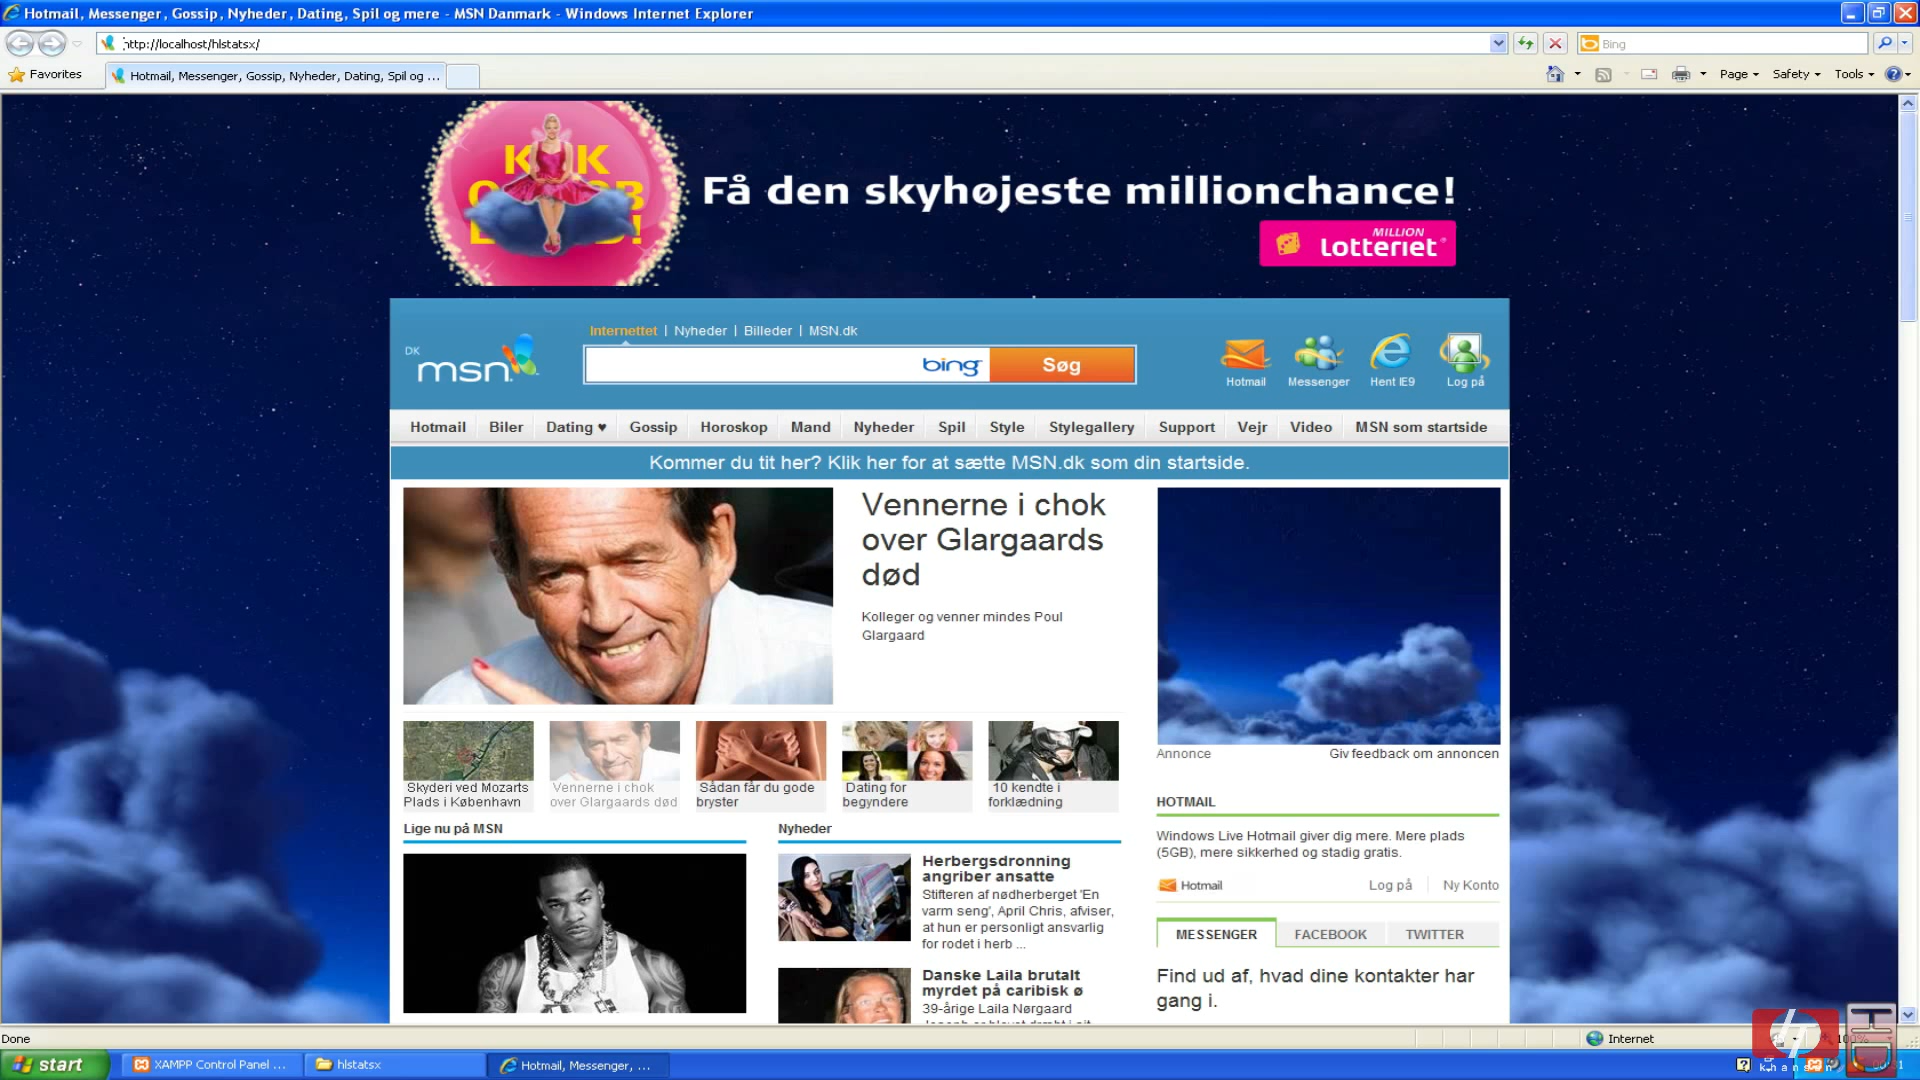 Hotmail, Messenger, Gossip, Nyheder, Dating, Spil og mere - MSN Danmark - Windows Internet Explorer
http://localhost/hlstatsx/
Bing
Favorites
Hotmail, Messenger, Gossip, Nyheder, Dating, Spil og ...
Page
Safety
Tools
Få den skyhøjeste millionchance!
MILLION
Lotteriet
Internettet | Nyheder | Billeder | MSN.dk
DK
msn
bing
Søg
Hotmail
Messenger
Hent IE9
Log på
Hotmail Biler Dating ♥ Gossip Horoskop Mand Nyheder Spil Style Stylegallery Support Vejr Video MSN som startside
Kommer du tit her? Klik her for at sætte MSN.dk som din startside.
Vennerne i chok
over Glargaards
død
Kolleger og venner mindes Poul
Glargaard
Annonce
Giv feedback om annoncen
Skyderi ved Mozarts
Plads i København
Vennerne i chok
over Glargaards død
Sådan får du gode
bryster
Dating for
begyndere
10 kendte i
forklædning
Lige nu på MSN
Nyheder
Herbergsdronning
angriber ansatte
Stifteren af nødherberget 'En
varm seng', April Chris, afviser,
at hun er personligt ansvarlig
for rodet i herb ...
Danske Laila brutalt
myrdet på caribisk ø
39-årige Laila Nørgaard
HOTMAIL
Windows Live Hotmail giver dig mere. Mere plads
(5GB), mere sikkerhed og stadig gratis.
Hotmail
Log på
Ny Konto
MESSENGER
FACEBOOK
TWITTER
Find ud af, hvad dine kontakter har
gang i.
Done
Internet
start
XAMPP Control Panel ...
hlstatsx
Hotmail, Messenger, ...